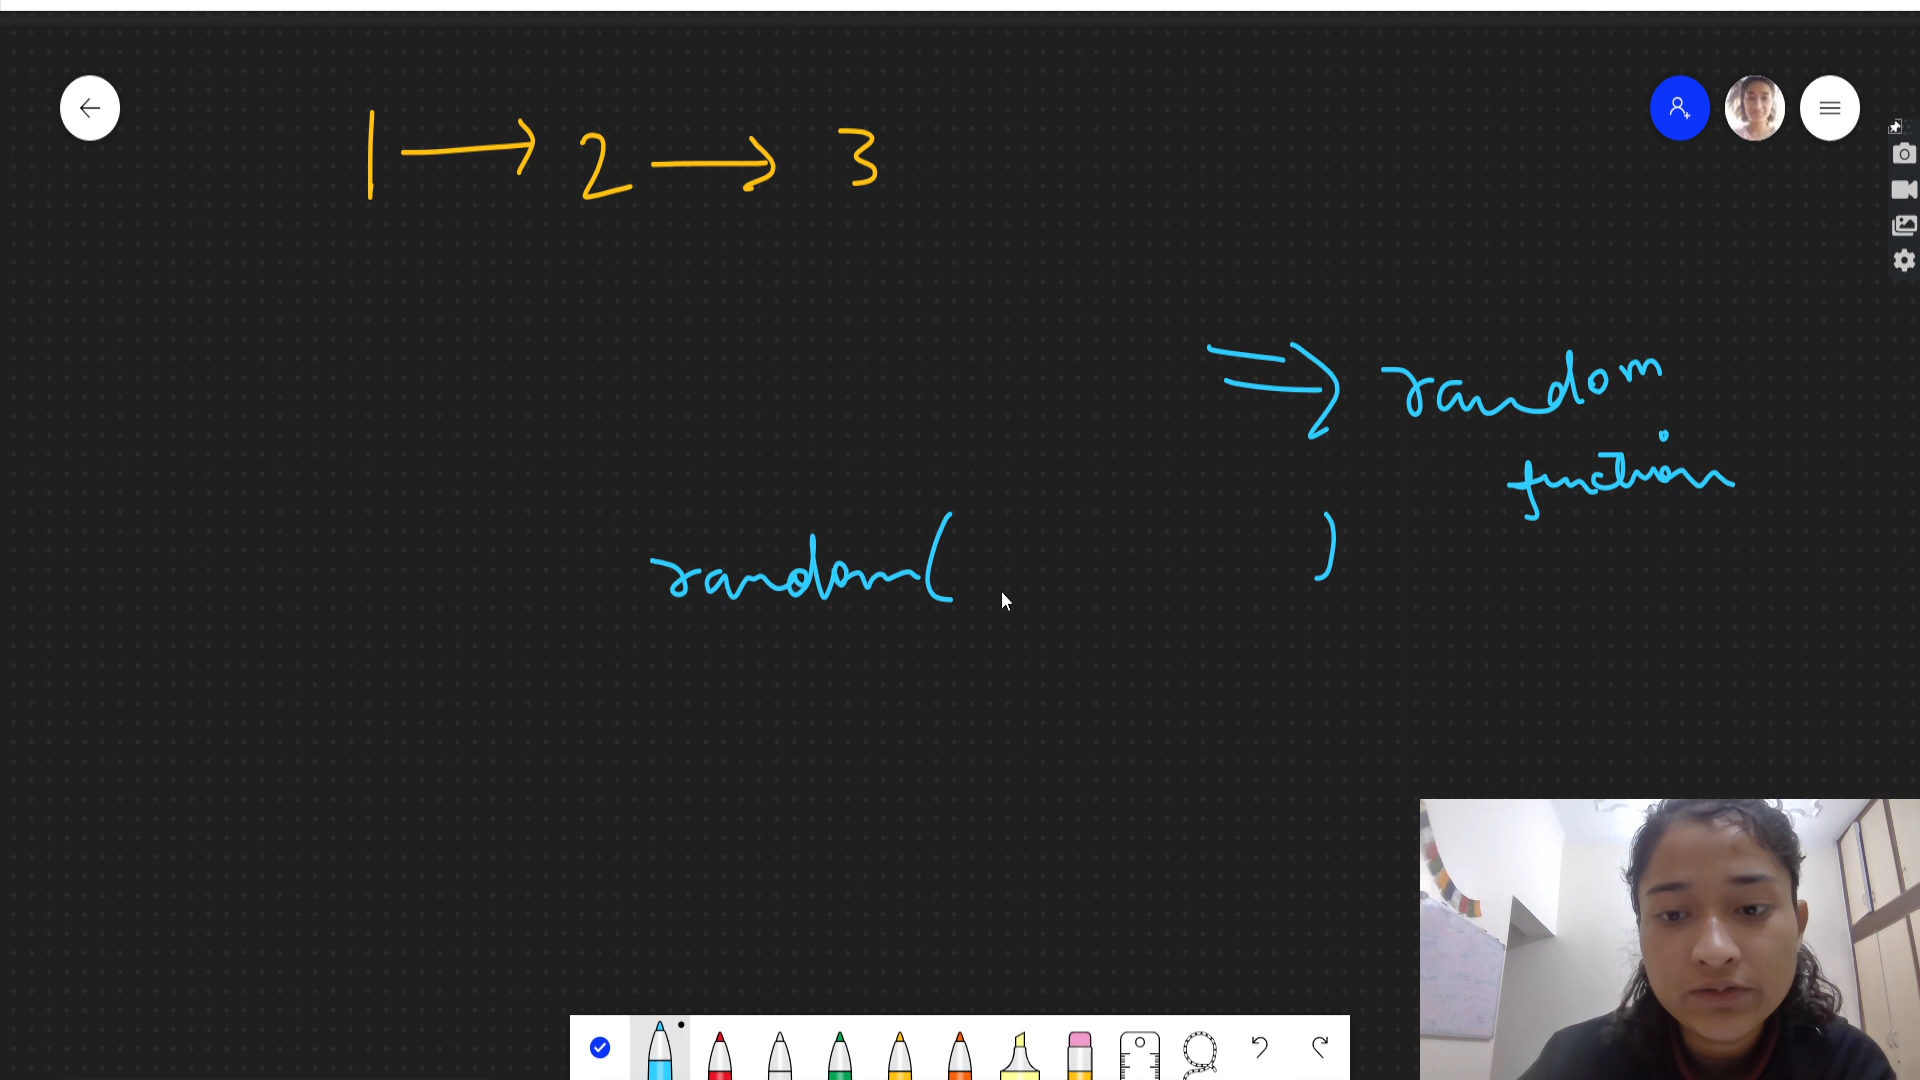 1 → 2 → 3
⇒ random
function
random( )